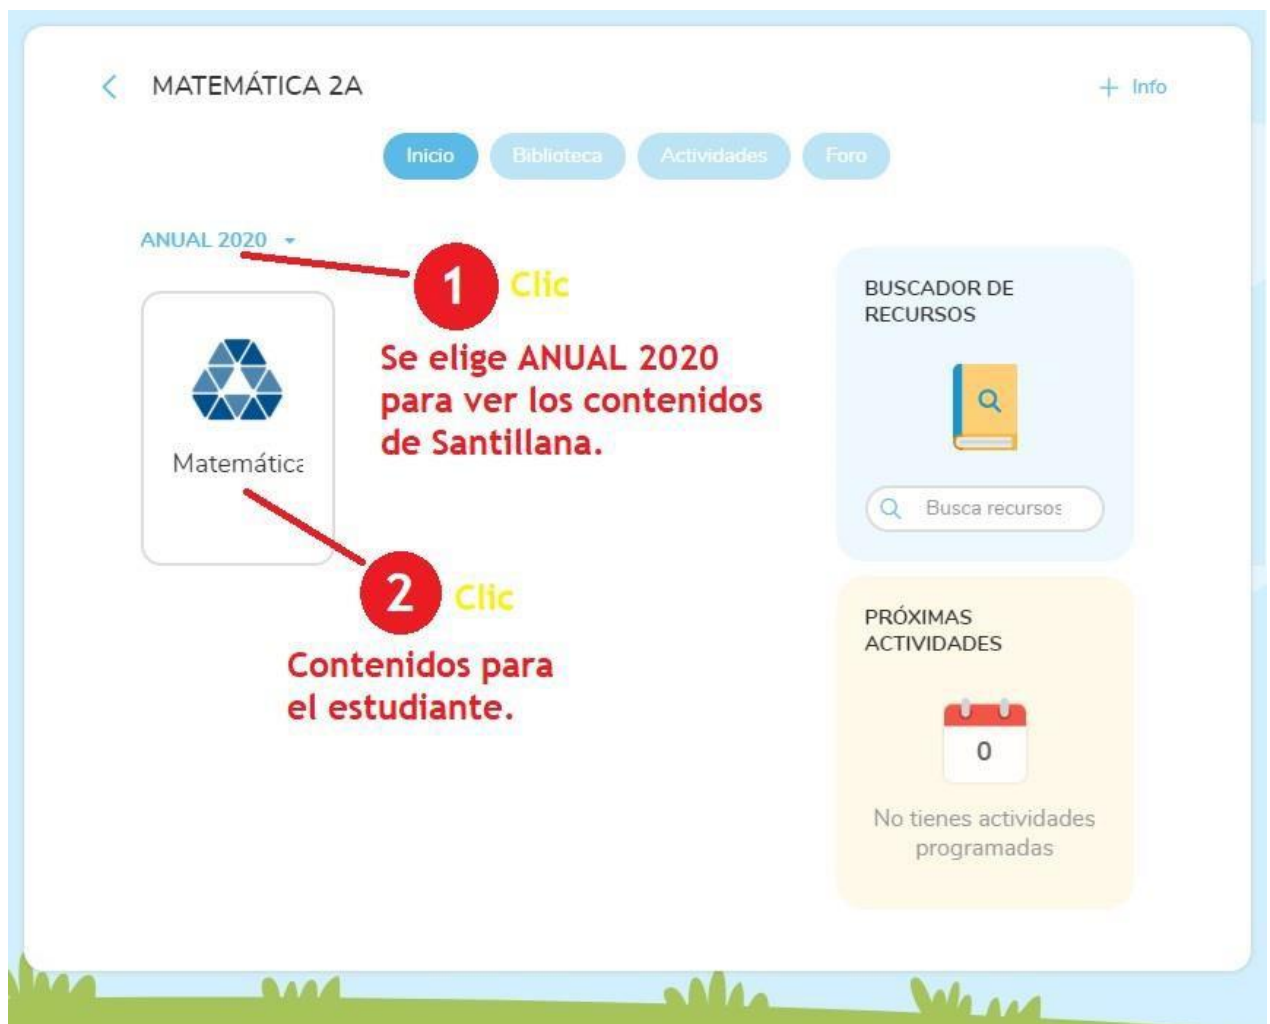 MATEMÁTICA 2A
+ Info
Inicio
Biblioteca
Actividades
Foro
ANUAL 2020
1 Clic
Se elige ANUAL 2020
para ver los contenidos
de Santillana.
Matemática
2 Clic
Contenidos para
el estudiante.
BUSCADOR DE
RECURSOS
Busca recursos
PRÓXIMAS
ACTIVIDADES
0
No tienes actividades
programadas